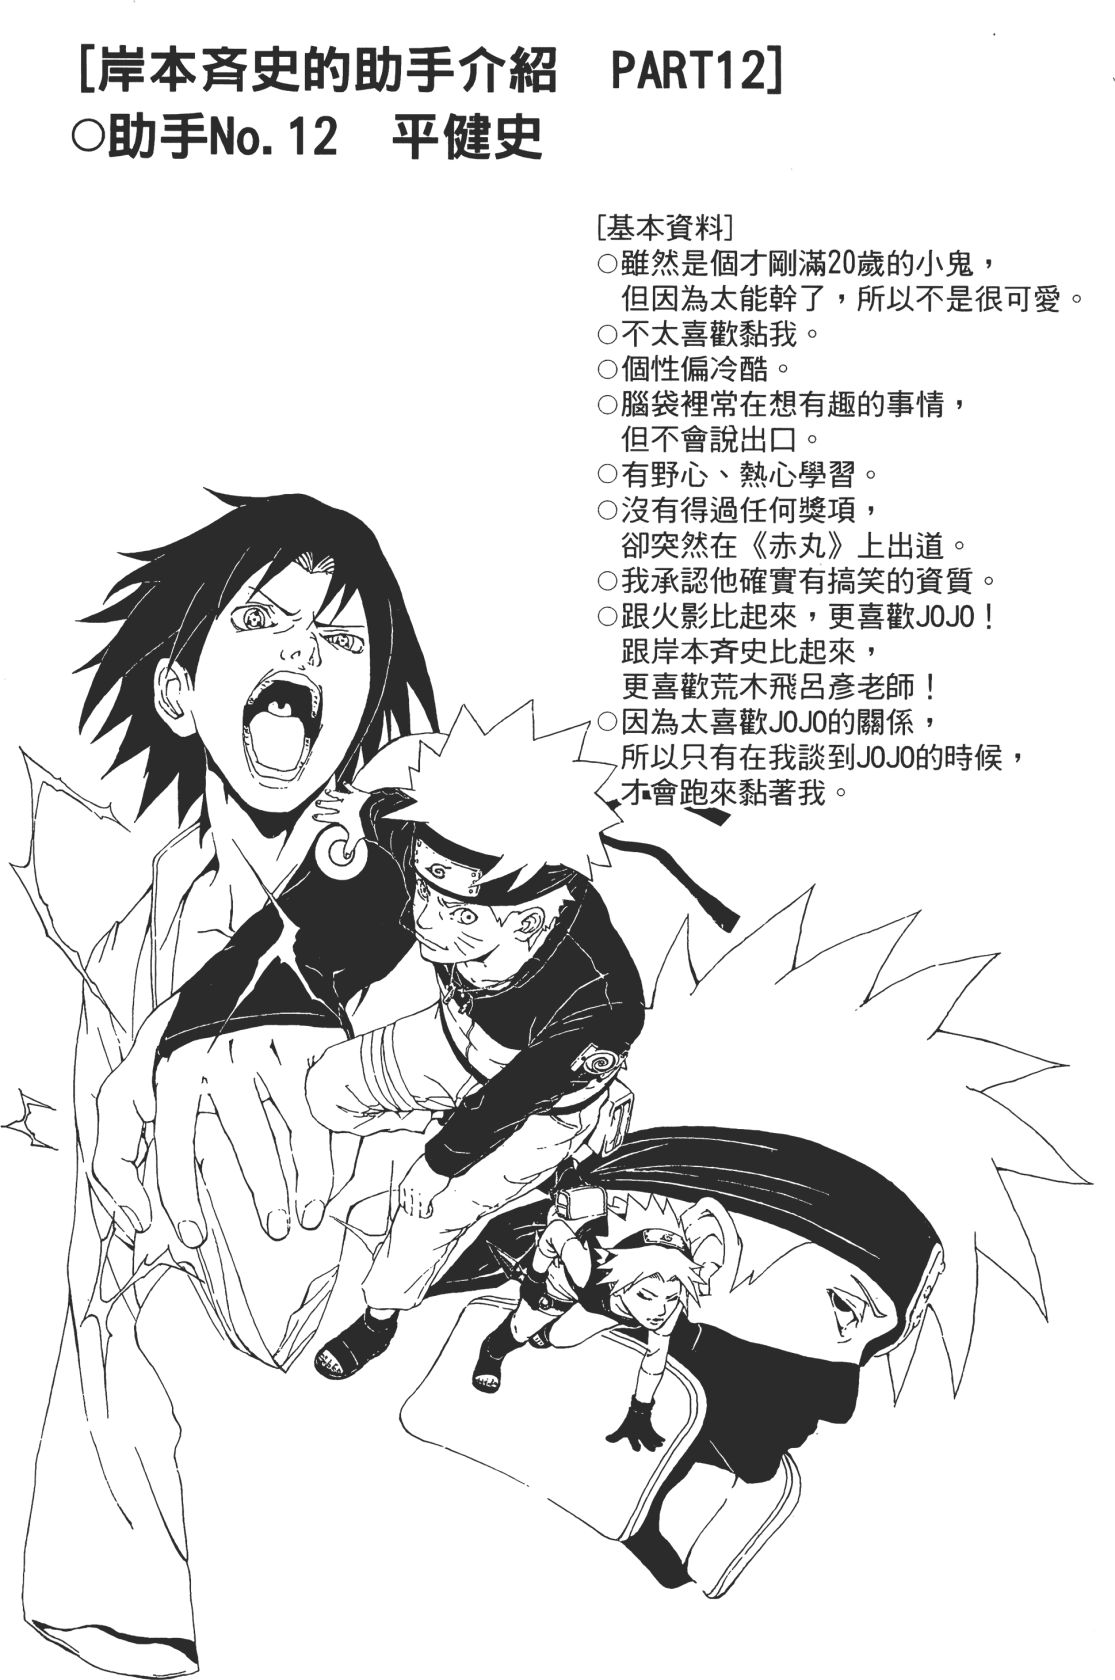 [岸本斉史的助手介紹　PART12]
○助手No.12　平健史
[基本資料]
○雖然是個才剛滿20歲的小鬼，
但因為太能幹了，所以不是很可愛。
○不太喜歡黏我。
○個性偏冷酷。
○腦袋裡常在想有趣的事情，
但不會說出口。
○有野心、熱心學習。
○沒有得過任何獎項，
卻突然在《赤丸》上出道。
○我承認他確實有搞笑的資質。
○跟火影比起來，更喜歡JOJO！
跟岸本斉史比起來，
更喜歡荒木飛呂彥老師！
○因為太喜歡JOJO的關係，
所以只有在我談到JOJO的時候，
才會跑來黏著我。